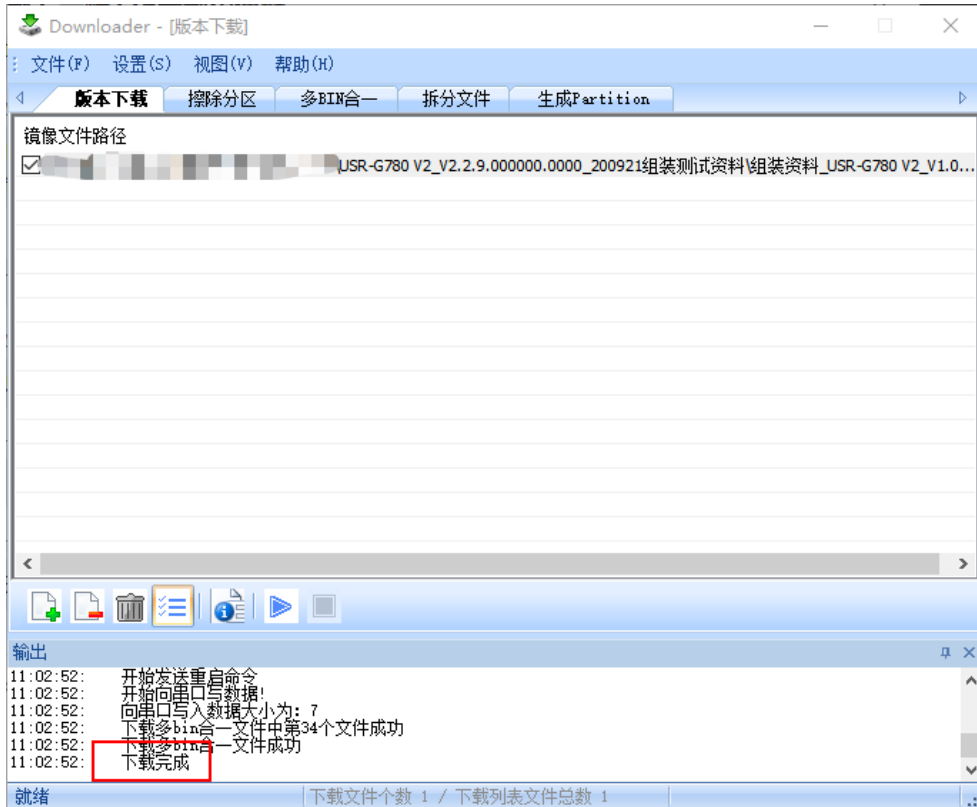 Downloader - [版本下载]
文件(F) 设置(S) 视图(V) 帮助(H)
版本下载 擦除分区 多BIN合一 拆分文件 生成Partition
镜像文件路径
\USR-G780 V2_V2.2.9.000000.0000_200921组装测试资料\组装资料_USR-G780 V2_V1.0...
输出
11:02:52: 开始发送重启命令
11:02:52: 开始向串口写数据!
11:02:52: 向串口写入数据大小为: 7
11:02:52: 下载多bin合一文件中第34个文件成功
11:02:52: 下载多bin合一文件成功
11:02:52: 下载完成
就绪 下载文件个数 1 / 下载列表文件总数 1